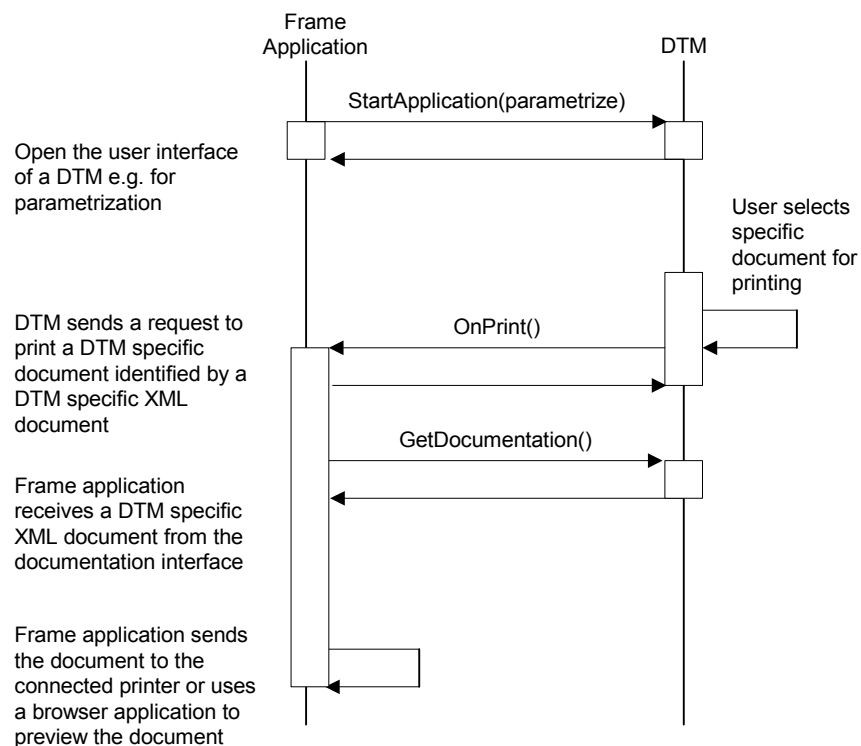 Frame
Application
DTM
StartApplication(parametrize)
Open the user interface
of a DTM e.g. for
parametrization
User selects
specific
document for
printing
DTM sends a request to
print a DTM specific
document identified by a
DTM specific XML
document
OnPrint()
GetDocumentation()
Frame application
receives a DTM specific
XML document from the
documentation interface
Frame application sends
the document to the
connected printer or uses
a browser application to
preview the document